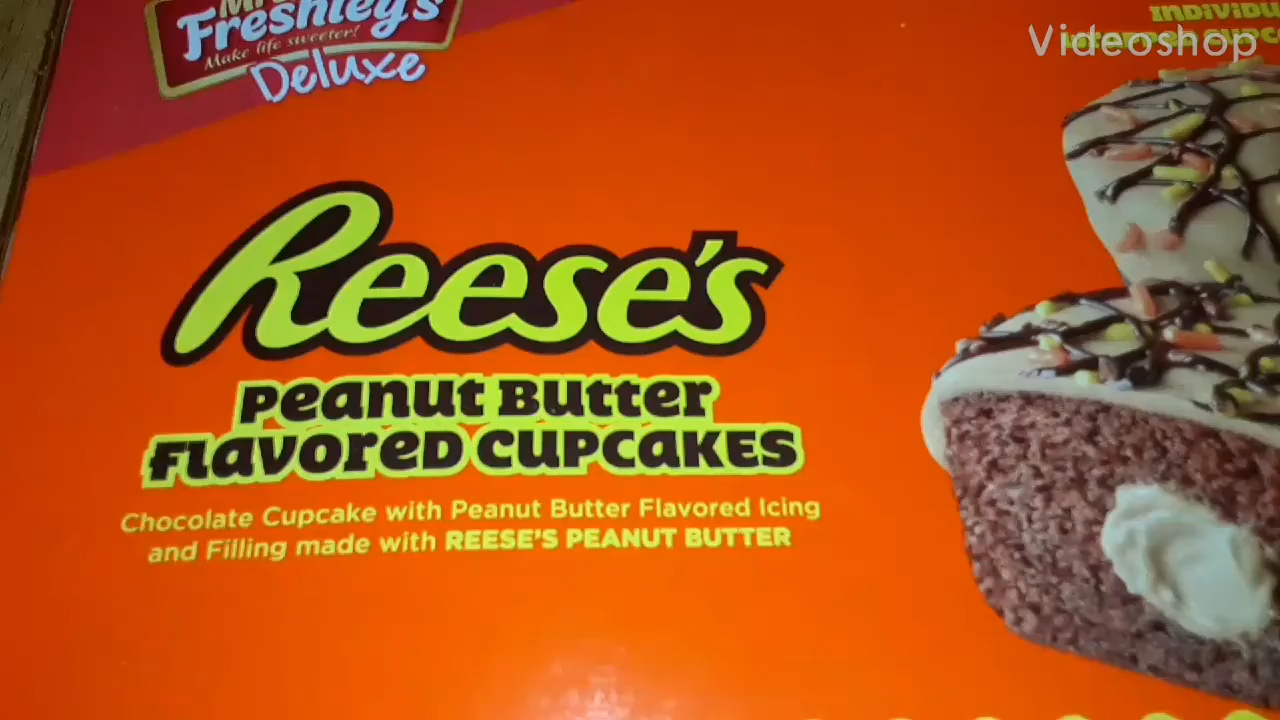 Freshley's
Make life sweeter!
Deluxe
Videoshop
Reese's
Peanut Butter
Flavored Cupcakes
Chocolate Cupcake with Peanut Butter Flavored Icing
and Filling made with REESE'S PEANUT BUTTER